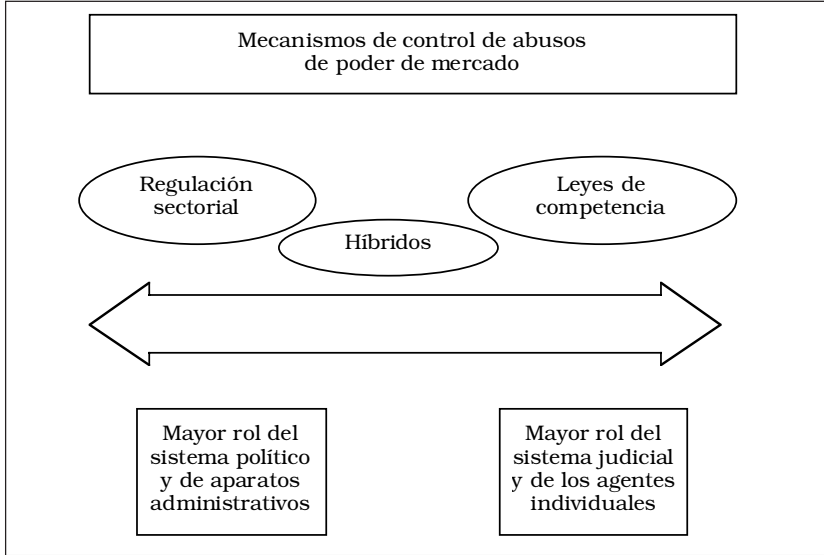 Mecanismos de control de abusos
de poder de mercado
Regulación
sectorial
Leyes de
competencia
Híbridos
Mayor rol del
sistema político
y de aparatos
administrativos
Mayor rol del
sistema judicial
y de los agentes
individuales